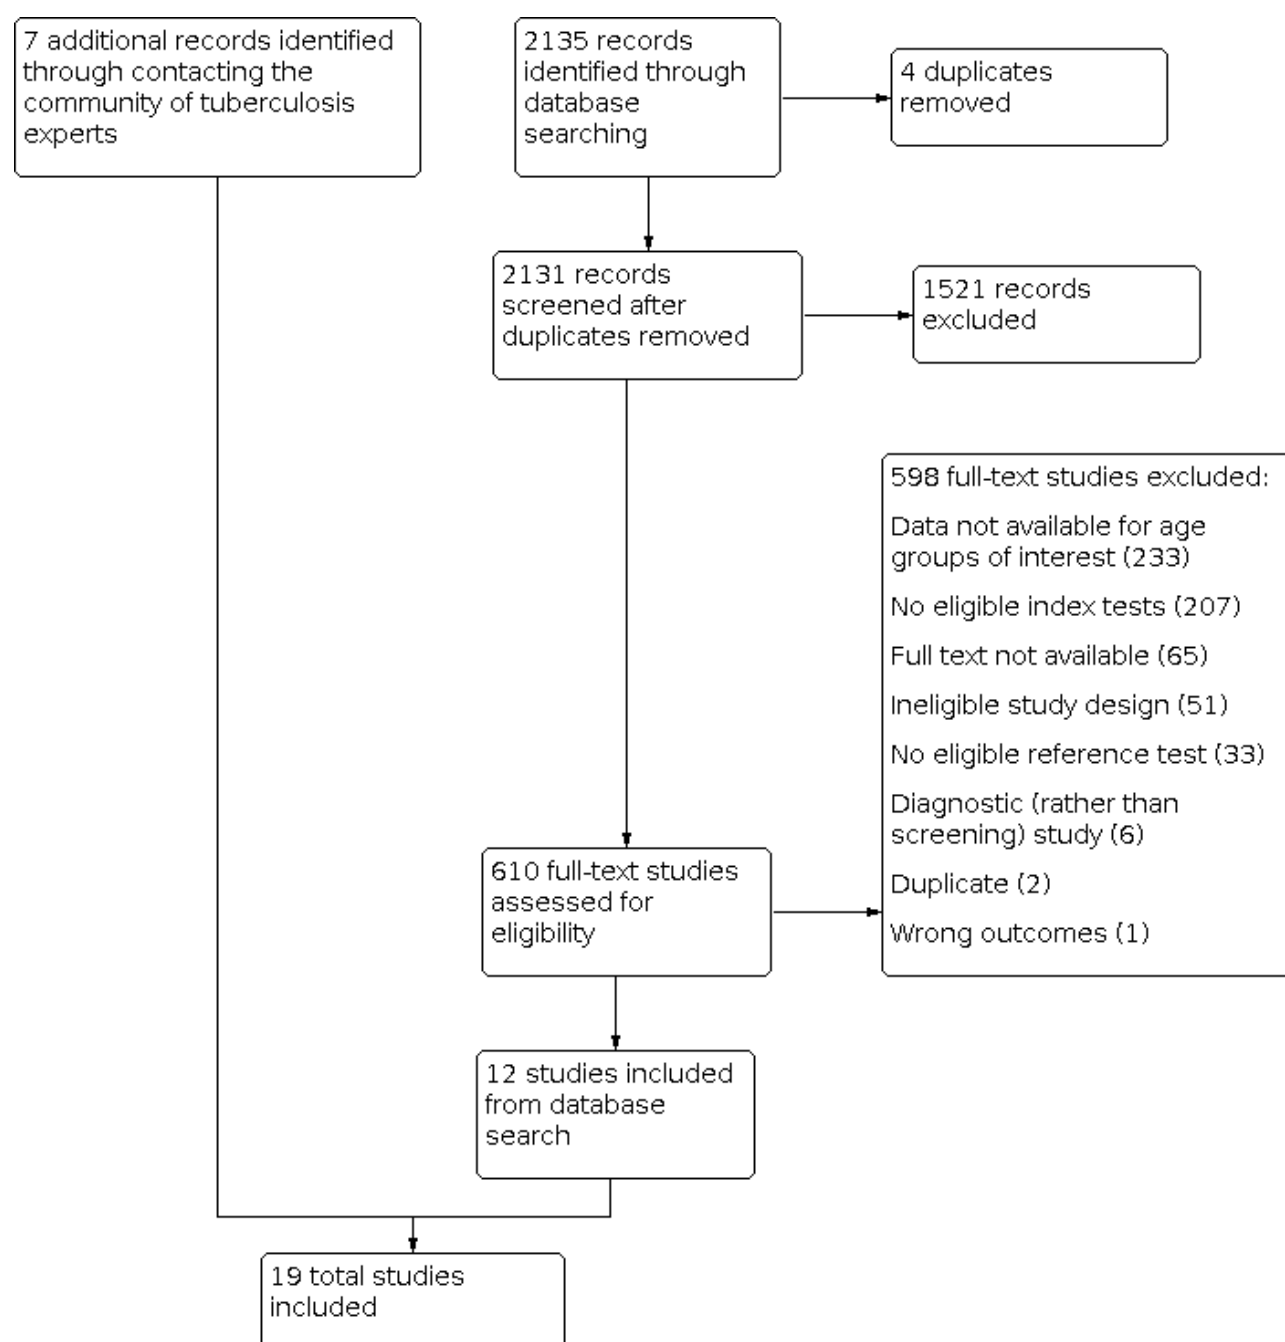 7 additional records identified
through contacting the
community of tuberculosis
experts
2135 records
identified through
database
searching
4 duplicates
removed
2131 records
screened after
duplicates removed
1521 records
excluded
598 full-text studies excluded:
Data not available for age
groups of interest (233)
No eligible index tests (207)
Full text not available (65)
Ineligible study design (51)
No eligible reference test (33)
Diagnostic (rather than
screening) study (6)
Duplicate (2)
Wrong outcomes (1)
610 full-text studies
assessed for
eligibility
12 studies included
from database
search
19 total studies
included